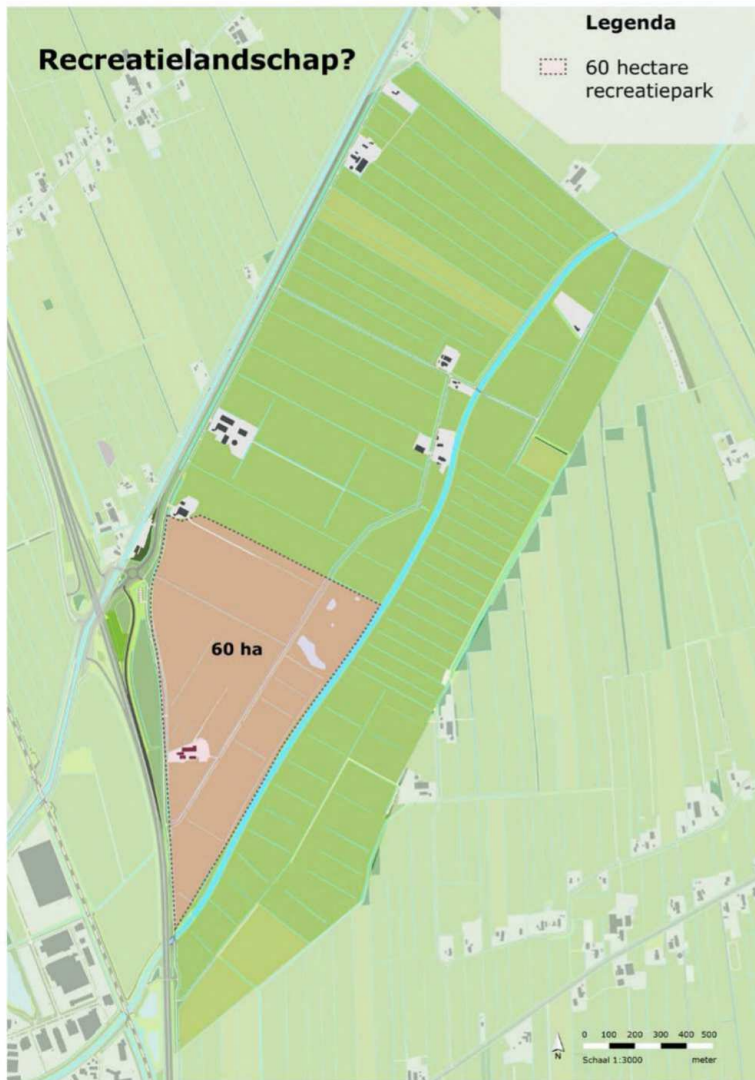 Recreatielandschap?
Legenda
60 hectare
recreatiepark
60 ha
0 100 200 300 400 500
N
Schaal 1:3000 meter